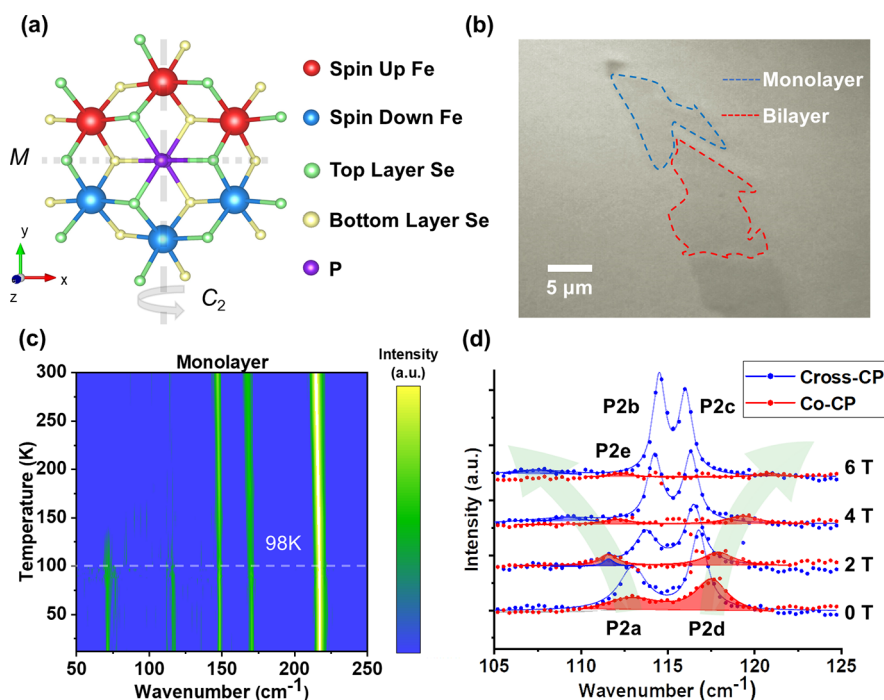 (a)
Spin Up Fe
Spin Down Fe
M
Top Layer Se
Bottom Layer Se
P
y
x
z
C2
(b)
Monolayer
Bilayer
5 μm
(c)
Monolayer
Intensity
(a.u.)
300
250
200
150
100
50
98K
Temperature (K)
50 100 150 200 250
Wavenumber (cm-1)
(d)
Cross-CP
Co-CP
P2b
P2c
P2e
6 T
4 T
2 T
0 T
P2a
P2d
Intensity (a.u.)
105 110 115 120 125
Wavenumber (cm-1)